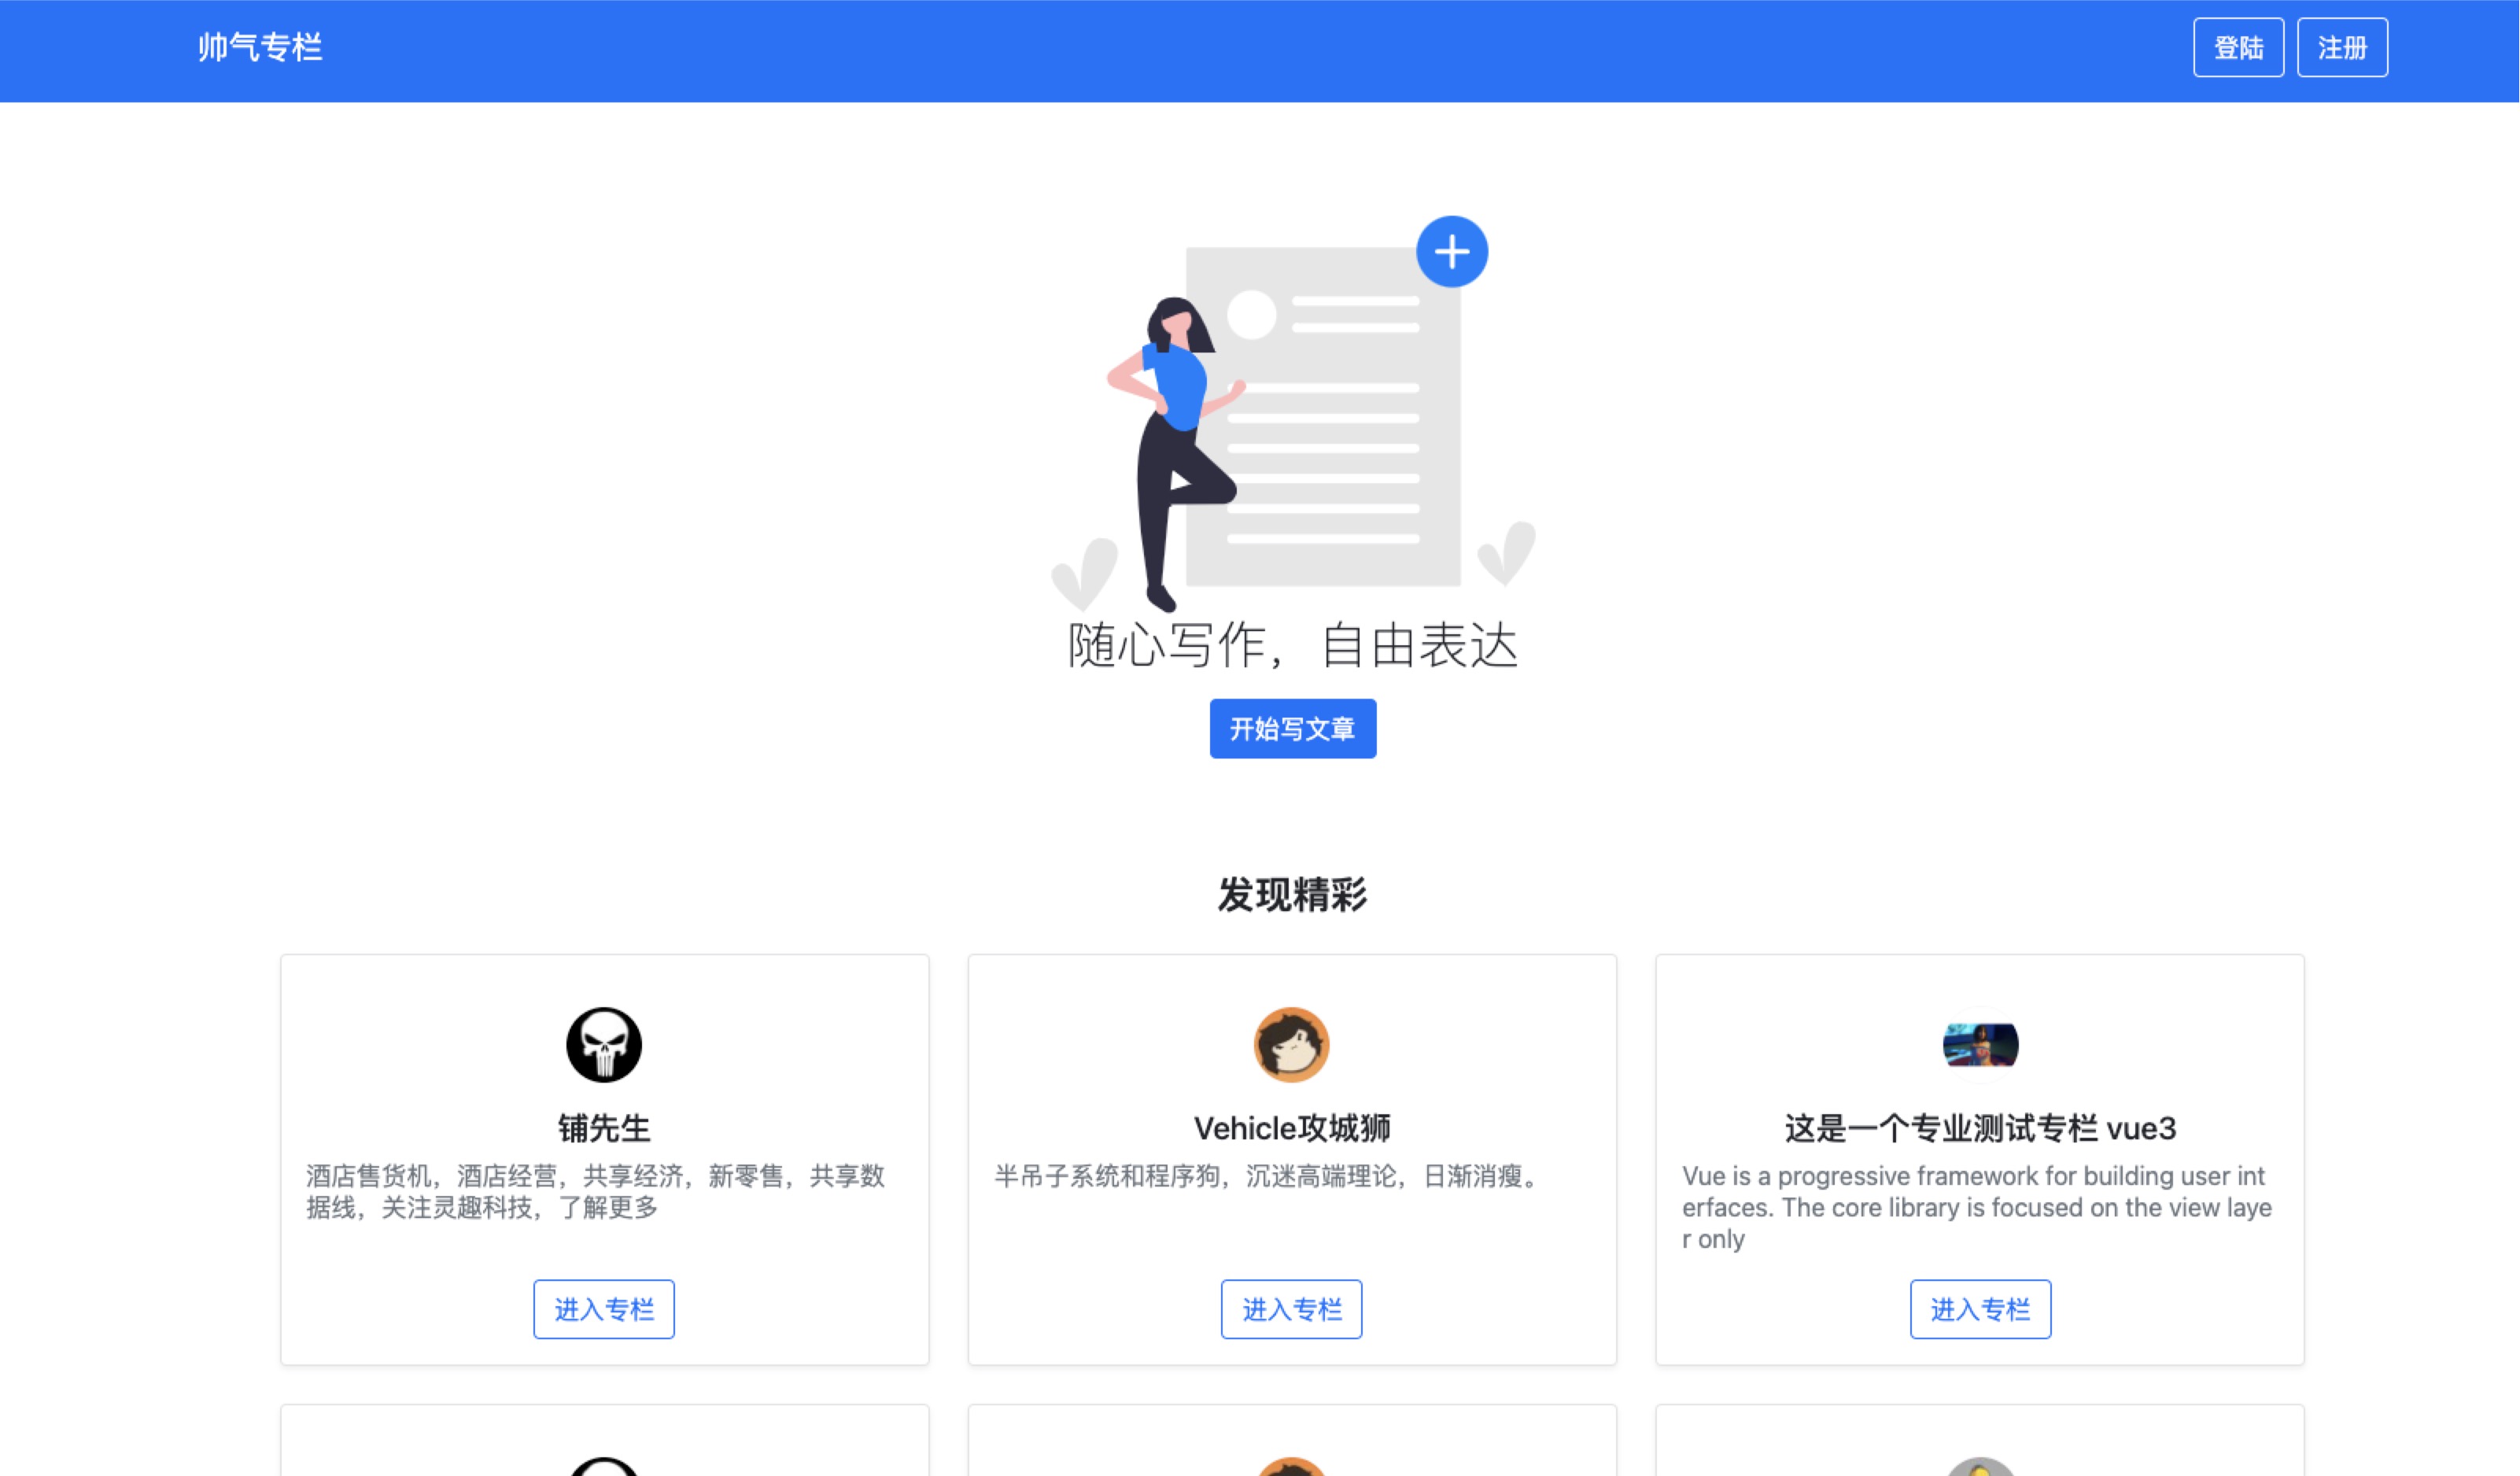 帅气专栏
登陆
注册
随心写作，自由表达
开始写文章
发现精彩
铺先生
酒店售货机，酒店经营，共享经济，新零售，共享数
据线，关注灵趣科技，了解更多
进入专栏
Vehicle攻城狮
半吊子系统和程序狗，沉迷高端理论，日渐消瘦。
进入专栏
这是一个专业测试专栏 vue3
Vue is a progressive framework for building user int
erfaces. The core library is focused on the view laye
r only
进入专栏